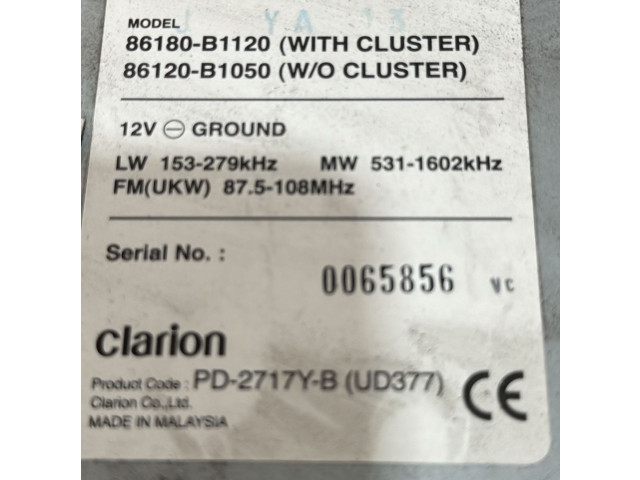 J YA 13
MODEL
86180-B1120 (WITH CLUSTER)
86120-B1050 (W/O CLUSTER)
12V ⊖ GROUND
LW 153-279kHz MW 531-1602kHz
FM(UKW) 87.5-108MHz
Serial No. :
0065856 VC
clarion
Product Code : PD-2717Y-B (UD377)
Clarion Co.,Ltd.
MADE IN MALAYSIA
CE